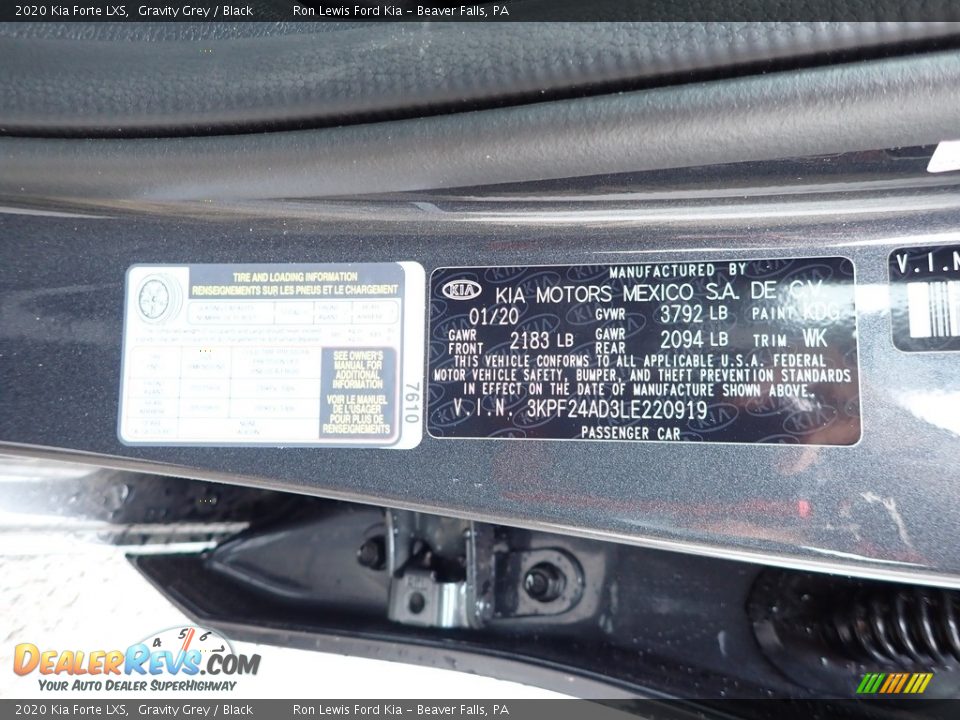 2020 Kia Forte LXS, Gravity Grey / Black Ron Lewis Ford Kia - Beaver Falls, PA
TIRE AND LOADING INFORMATION
RENSEIGNEMENTS SUR LES PNEUS ET LE CHARGEMENT
SEE OWNER'S
MANUAL FOR
ADDITIONAL
INFORMATION
VOIR LE MANUEL
DE L'USAGER
POUR PLUS DE
RENSEIGNEMENTS
7610
MANUFACTURED BY
KIA KIA MOTORS MEXICO S.A. DE C.V.
01/20 GVWR 3792 LB PAINT KDG
GAWR FRONT 2183 LB GAWR REAR 2094 LB TRIM WK
THIS VEHICLE CONFORMS TO ALL APPLICABLE U.S.A. FEDERAL
MOTOR VEHICLE SAFETY, BUMPER, AND THEFT PREVENTION STANDARDS
IN EFFECT ON THE DATE OF MANUFACTURE SHOWN ABOVE.
V.I.N. 3KPF24AD3LE220919
PASSENGER CAR
V.I.N
DEALERREVS.COM
4 5 6
YOUR AUTO DEALER SUPERHIGHWAY
2020 Kia Forte LXS, Gravity Grey / Black Ron Lewis Ford Kia - Beaver Falls, PA